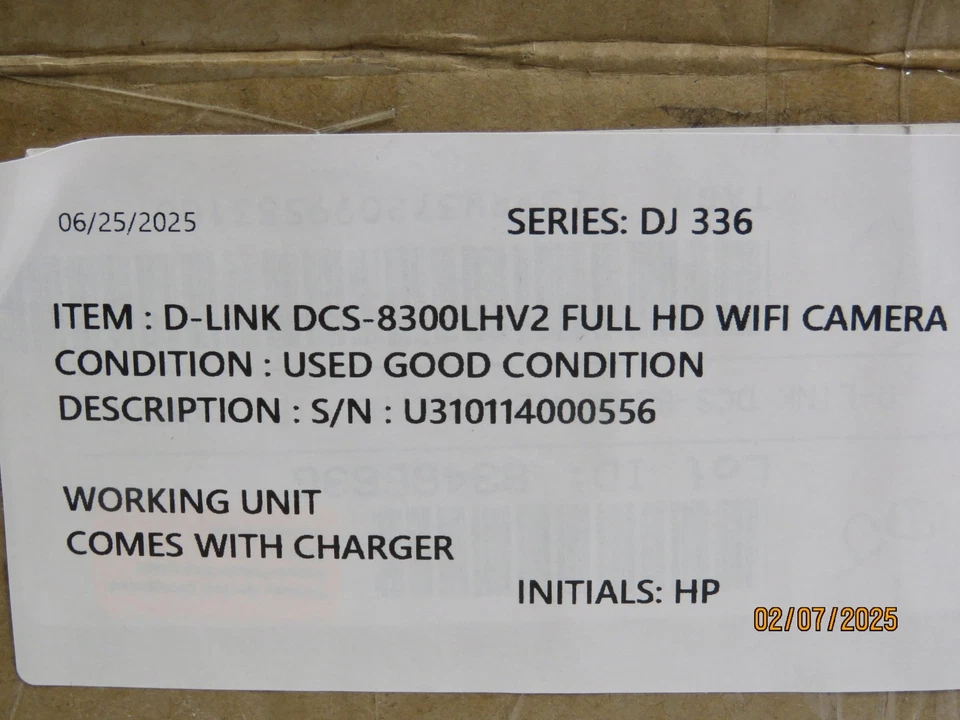 06/25/2025 SERIES: DJ 336
ITEM : D-LINK DCS-8300LHV2 FULL HD WIFI CAMERA
CONDITION : USED GOOD CONDITION
DESCRIPTION : S/N : U310114000556
WORKING UNIT
COMES WITH CHARGER
INITIALS: HP
02/07/2025